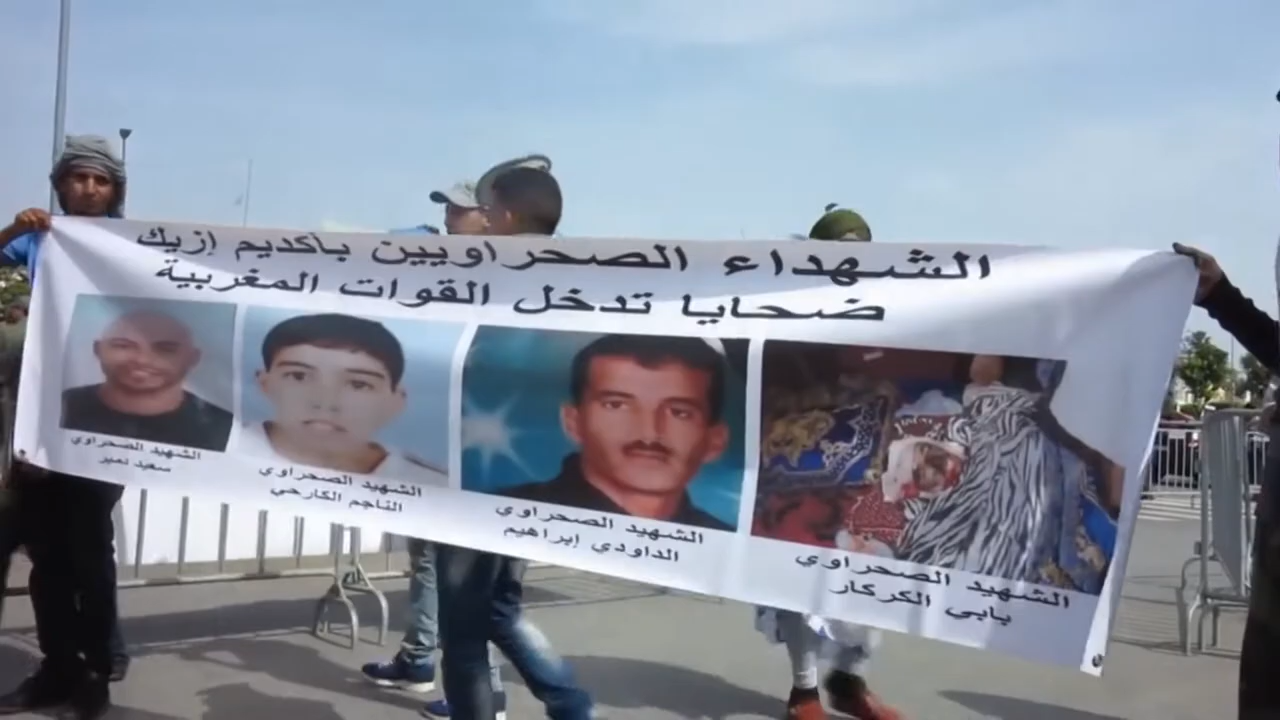 الشهداء الصحراويين بأكديم إزيك
ضحايا تدخل القوات المغربية
الشهيد الصحراوي
بابي الكركار
الشهيد الصحراوي
الداودي إبراهيم
الشهيد الصحراوي
الناجم الكارحي
الشهيد الصحراوي
سعيد دمبر